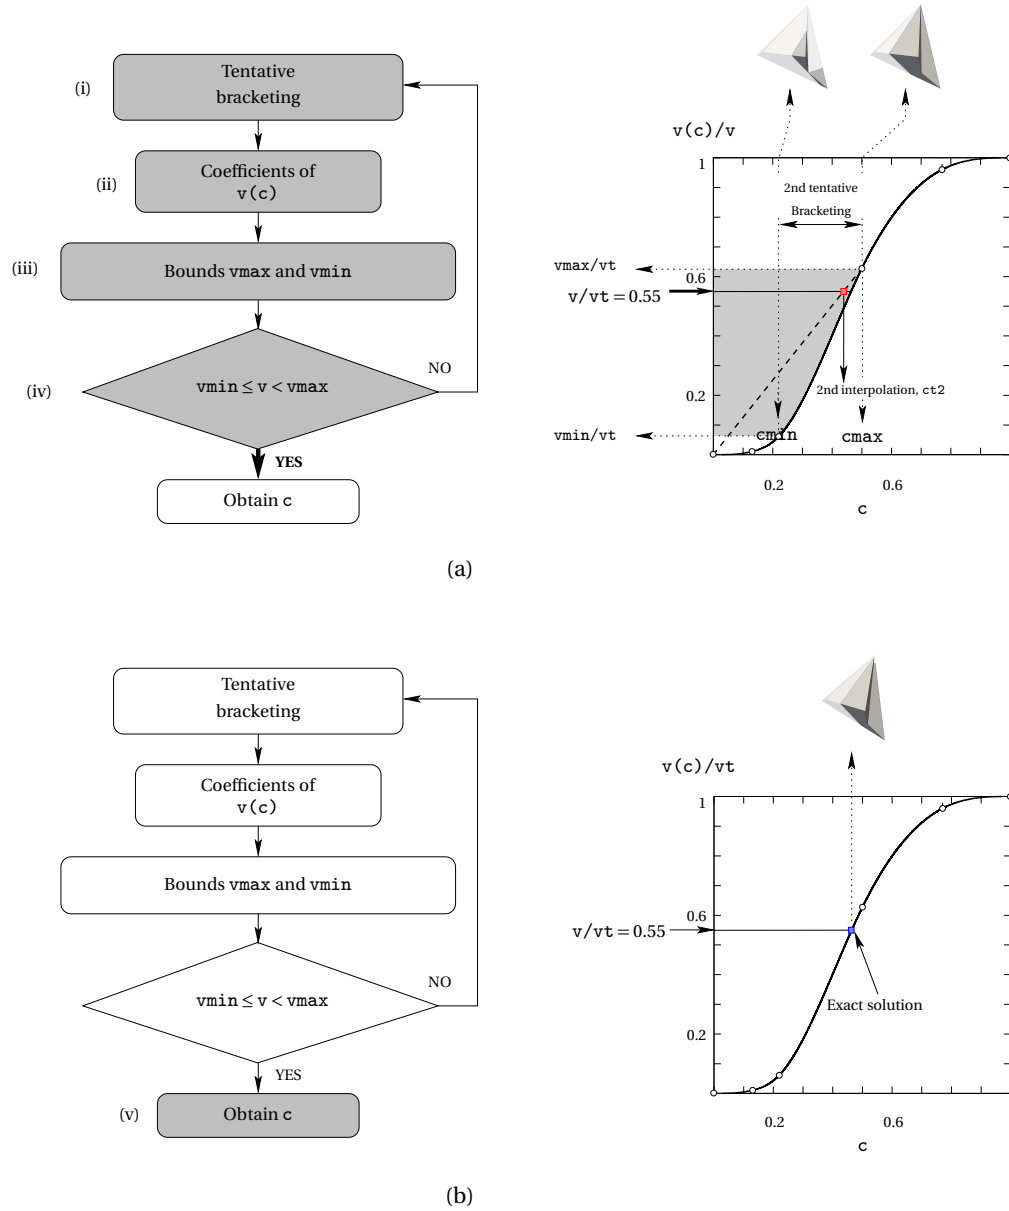 (i)
Tentative
bracketing
(ii)
Coefficients of
v(c)
(iii)
Bounds vmax and vmin
(iv)
vmin ≤ v < vmax
NO
YES
Obtain c
v(c)/v
1
2nd tentative
Bracketing
vmax/vt
0.6
v/vt = 0.55
2nd interpolation, ct2
0.2
vmin/vt
cmin
cmax
0.2
0.6
c
(a)
Tentative
bracketing
Coefficients of
v(c)
Bounds vmax and vmin
vmin ≤ v < vmax
NO
YES
(v)
Obtain c
v(c)/vt
1
0.6
v/vt = 0.55
Exact solution
0.2
0.2
0.6
c
(b)